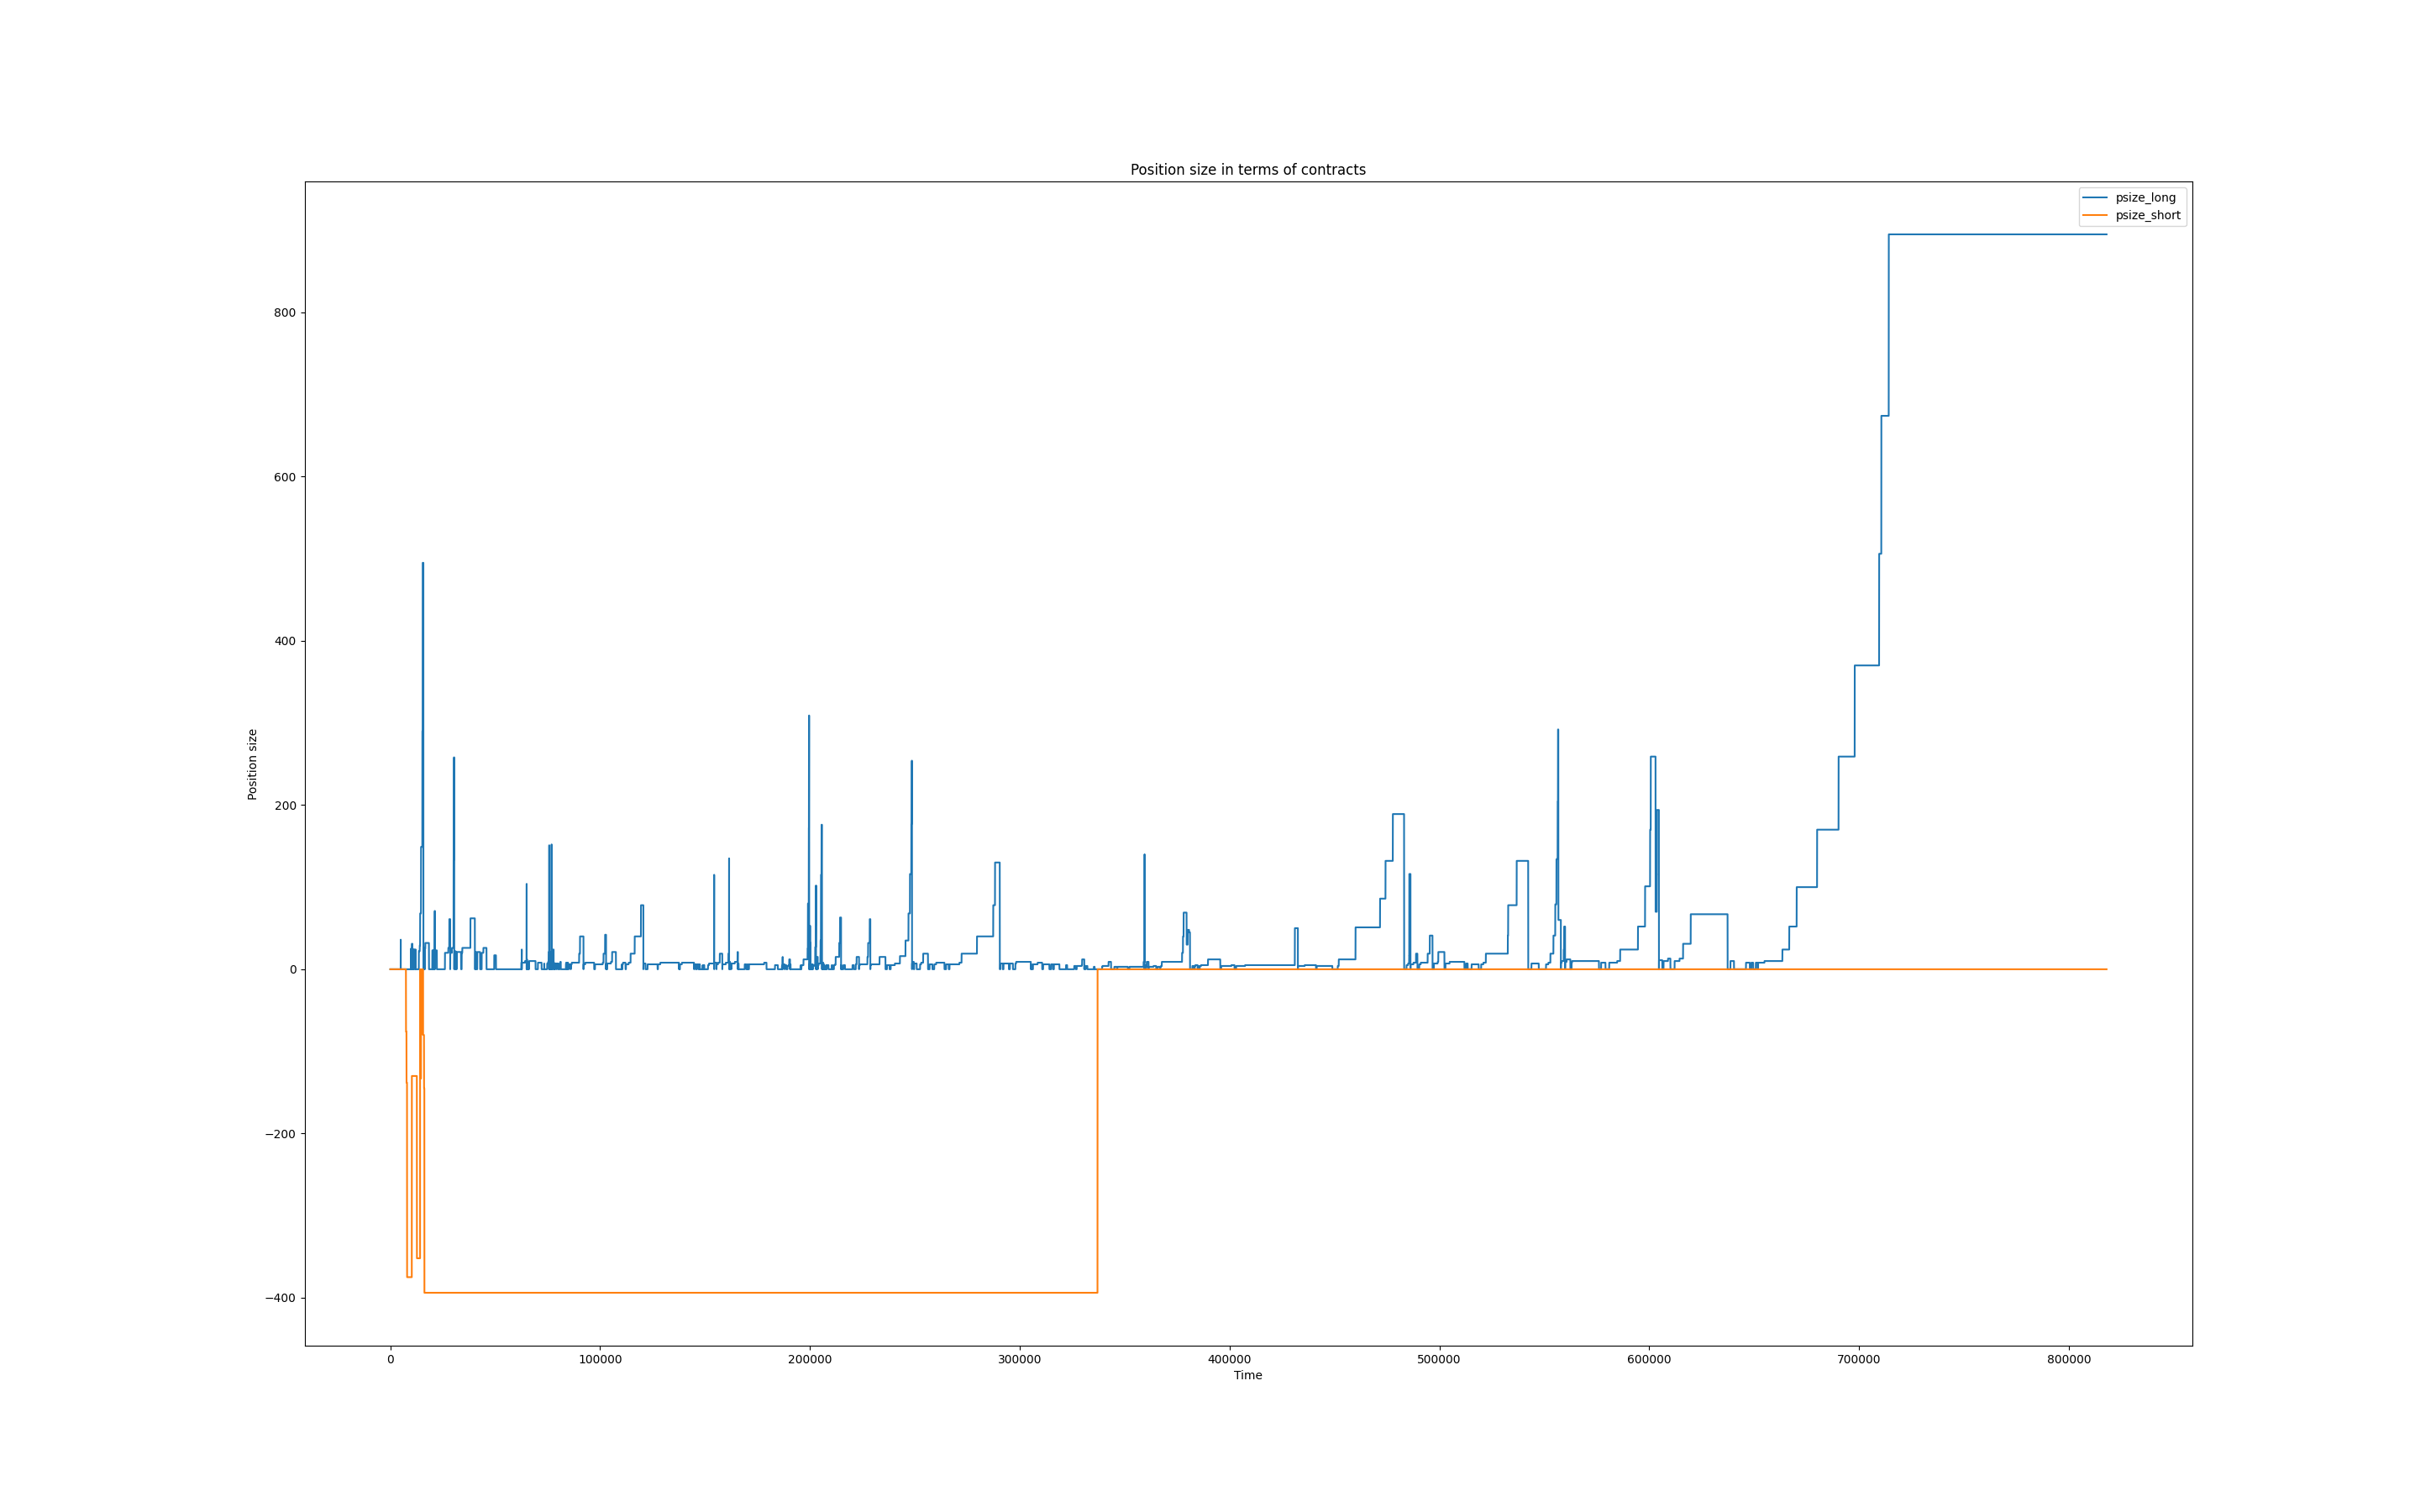 Position size in terms of contracts
psize_long
psize_short
800
600
400
200
0
−200
−400
Position size
0 100000 200000 300000 400000 500000 600000 700000 800000
Time